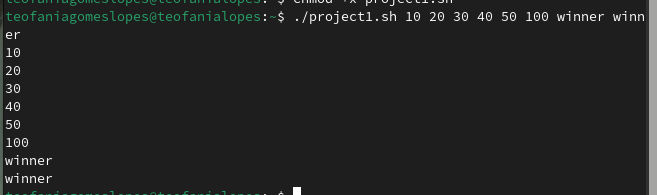 teofaniagomeslopes@teofanialopes:~$ chmod +x project1.sh
teofaniagomeslopes@teofanialopes:~$ ./project1.sh 10 20 30 40 50 100 winner winn
er
10
20
30
40
50
100
winner
winner
teofaniagomeslopes@teofanialopes:~$